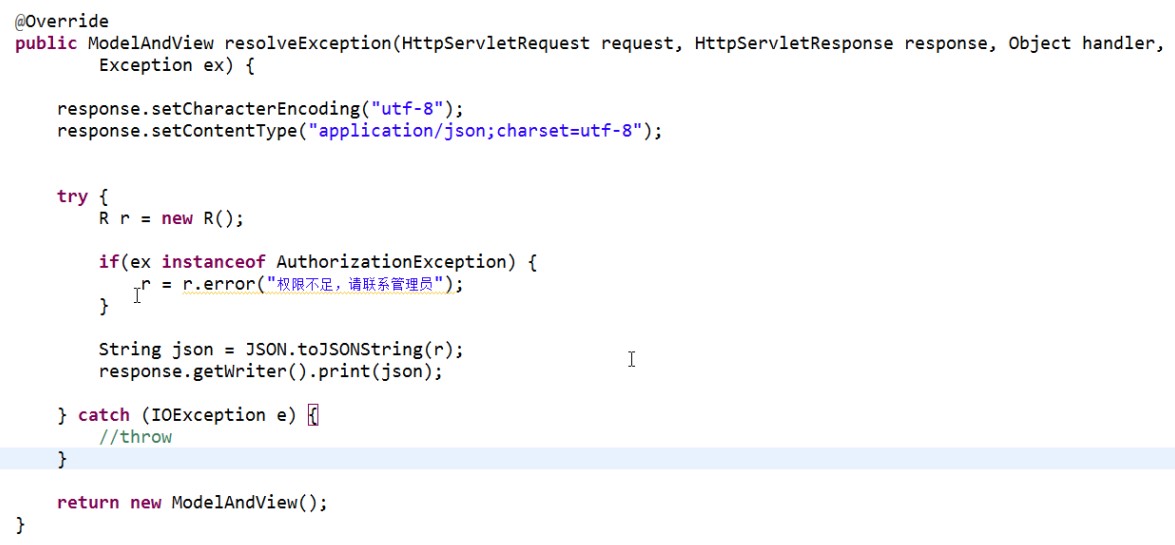 @Override
public ModelAndView resolveException(HttpServletRequest request, HttpServletResponse response, Object handler,
        Exception ex) {

    response.setCharacterEncoding("utf-8");
    response.setContentType("application/json;charset=utf-8");

    try {
        R r = new R();

        if(ex instanceof AuthorizationException) {
            r = r.error("权限不足，请联系管理员");
        }

        String json = JSON.toJSONString(r);
        response.getWriter().print(json);

    } catch (IOException e) {
        //throw
    }

    return new ModelAndView();
}